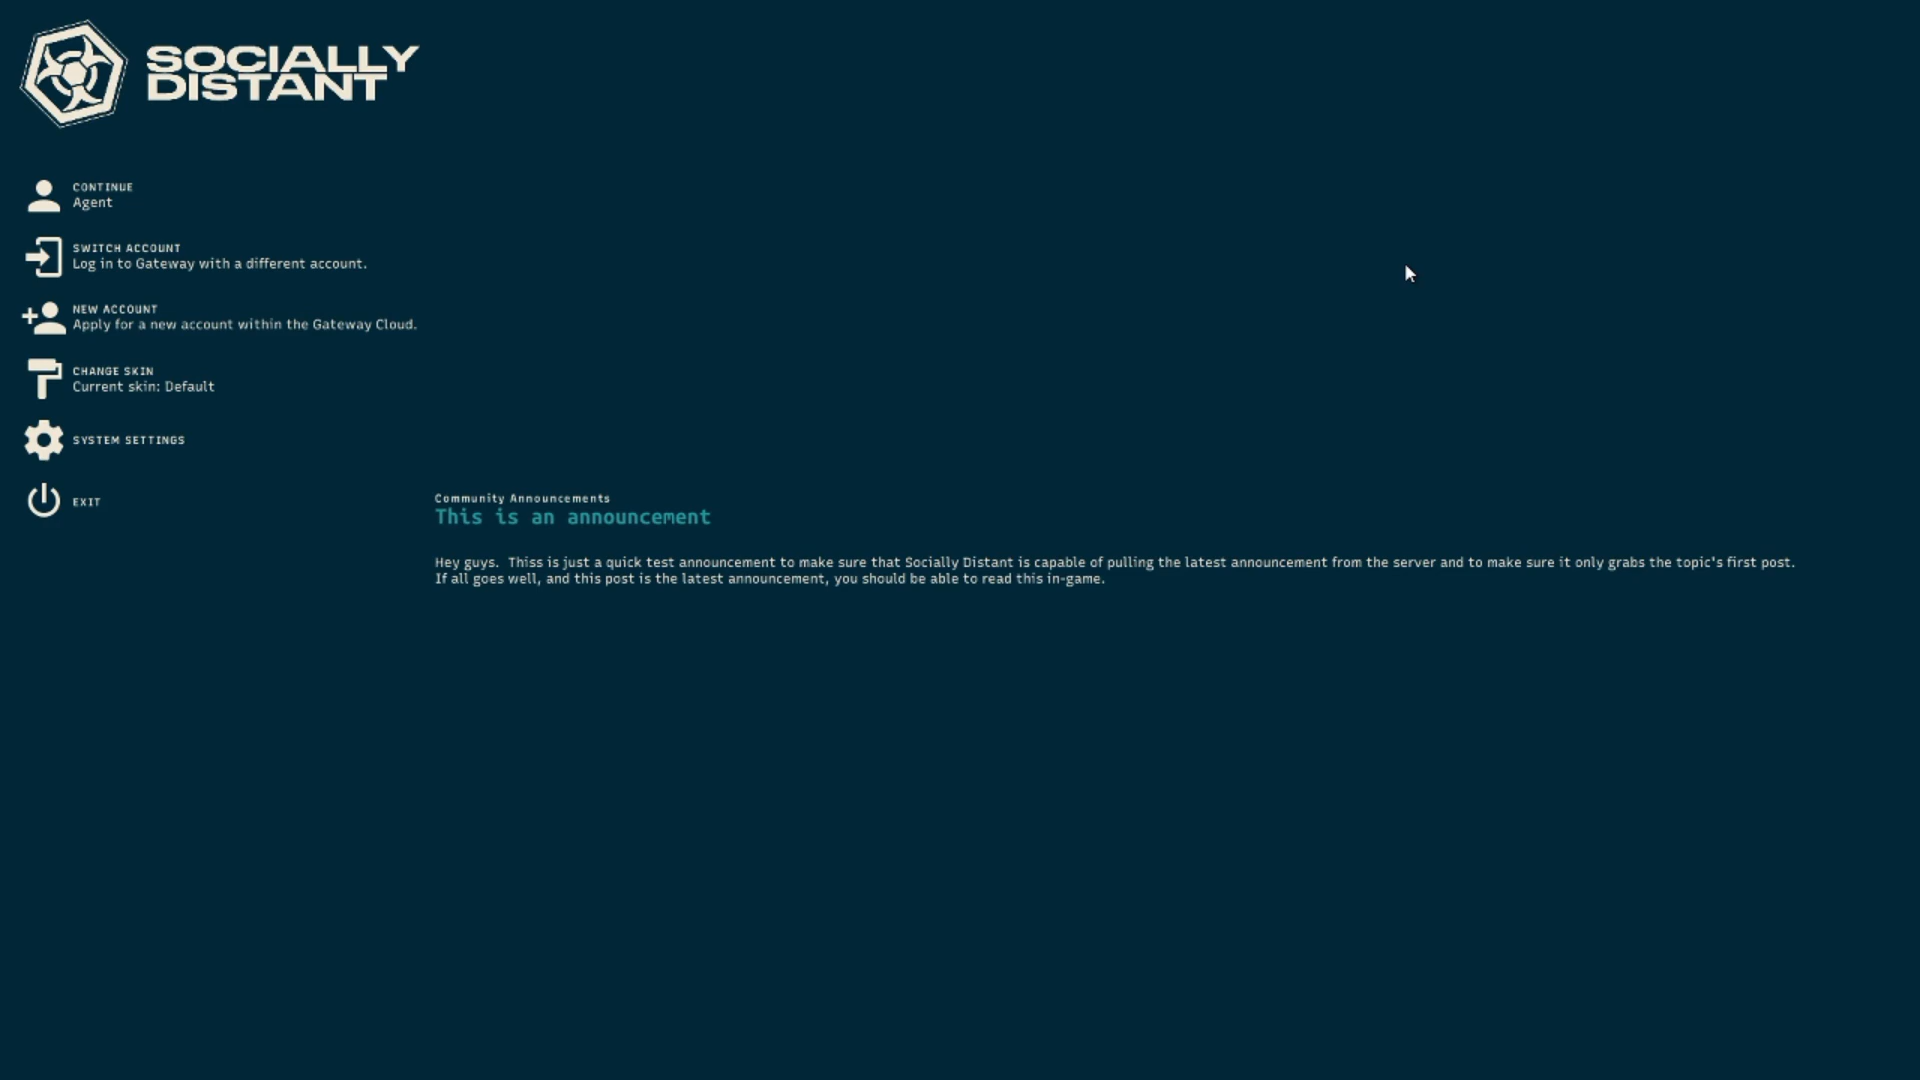 SOCIALLY
DISTANT
CONTINUE
Agent
SWITCH ACCOUNT
Log in to Gateway with a different account.
NEW ACCOUNT
Apply for a new account within the Gateway Cloud.
CHANGE SKIN
Current skin: Default
SYSTEM SETTINGS
EXIT
Community Announcements
This is an announcement
Hey guys.  Thiss is just a quick test announcement to make sure that Socially Distant is capable of pulling the latest announcement from the server and to make sure it only grabs the topic's first post.
If all goes well, and this post is the latest announcement, you should be able to read this in-game.